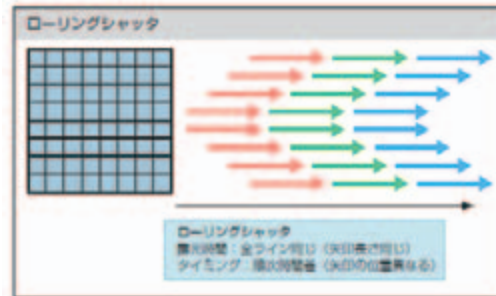 ローリングシャッタ
ローリングシャッタ
露光時間：全ライン同じ（矢印長さ同じ）
タイミング：順次時間差（矢印の位置異なる）